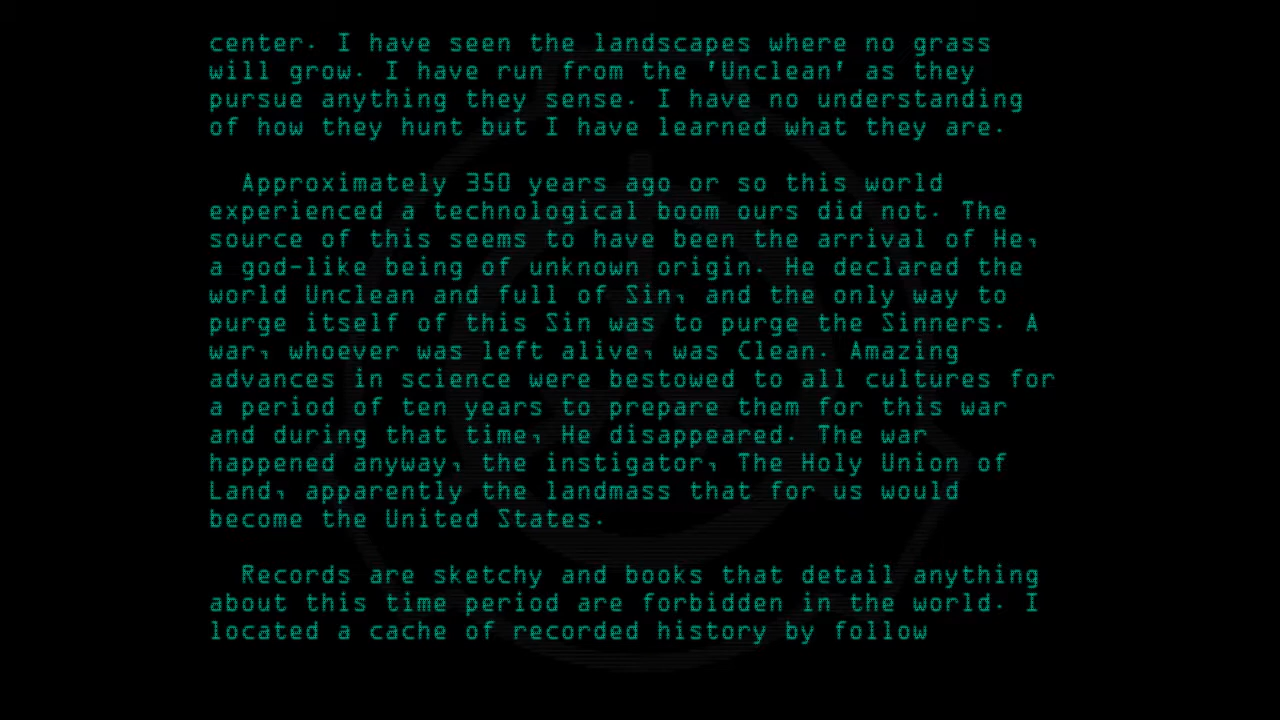 center. I have seen the landscapes where no grass
will grow. I have run from the 'Unclean' as they
pursue anything they sense. I have no understanding
of how they hunt but I have learned what they are.
Approximately 350 years ago or so this world
experienced a technological boom ours did not. The
source of this seems to have been the arrival of He,
a god-like being of unknown origin. He declared the
world Unclean and full of Sin, and the only way to
purge itself of this Sin was to purge the Sinners. A
war, whoever was left alive, was Clean. Amazing
advances in science were bestowed to all cultures for
a period of ten years to prepare them for this war
and during that time, He disappeared. The war
happened anyway, the instigator, The Holy Union of
Land, apparently the landmass that for us would
become the United States.
Records are sketchy and books that detail anything
about this time period are forbidden in the world. I
located a cache of recorded history by follow